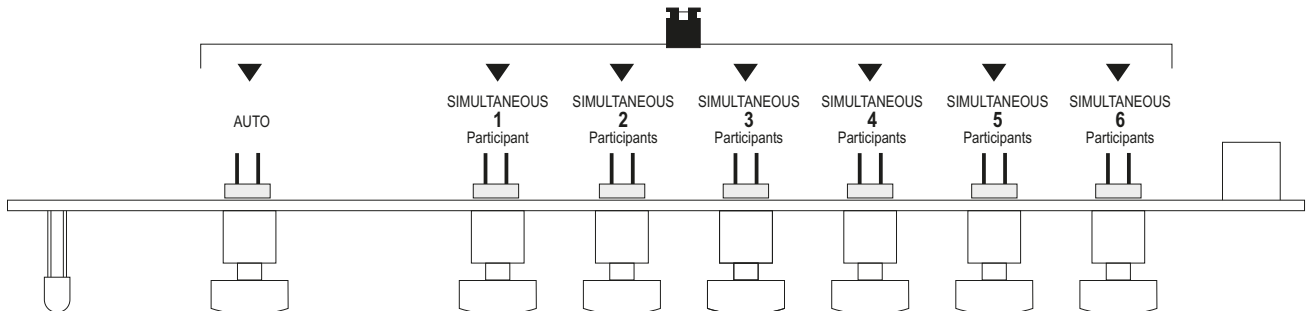 AUTO
SIMULTANEOUS
1
Participant
SIMULTANEOUS
2
Participants
SIMULTANEOUS
3
Participants
SIMULTANEOUS
4
Participants
SIMULTANEOUS
5
Participants
SIMULTANEOUS
6
Participants